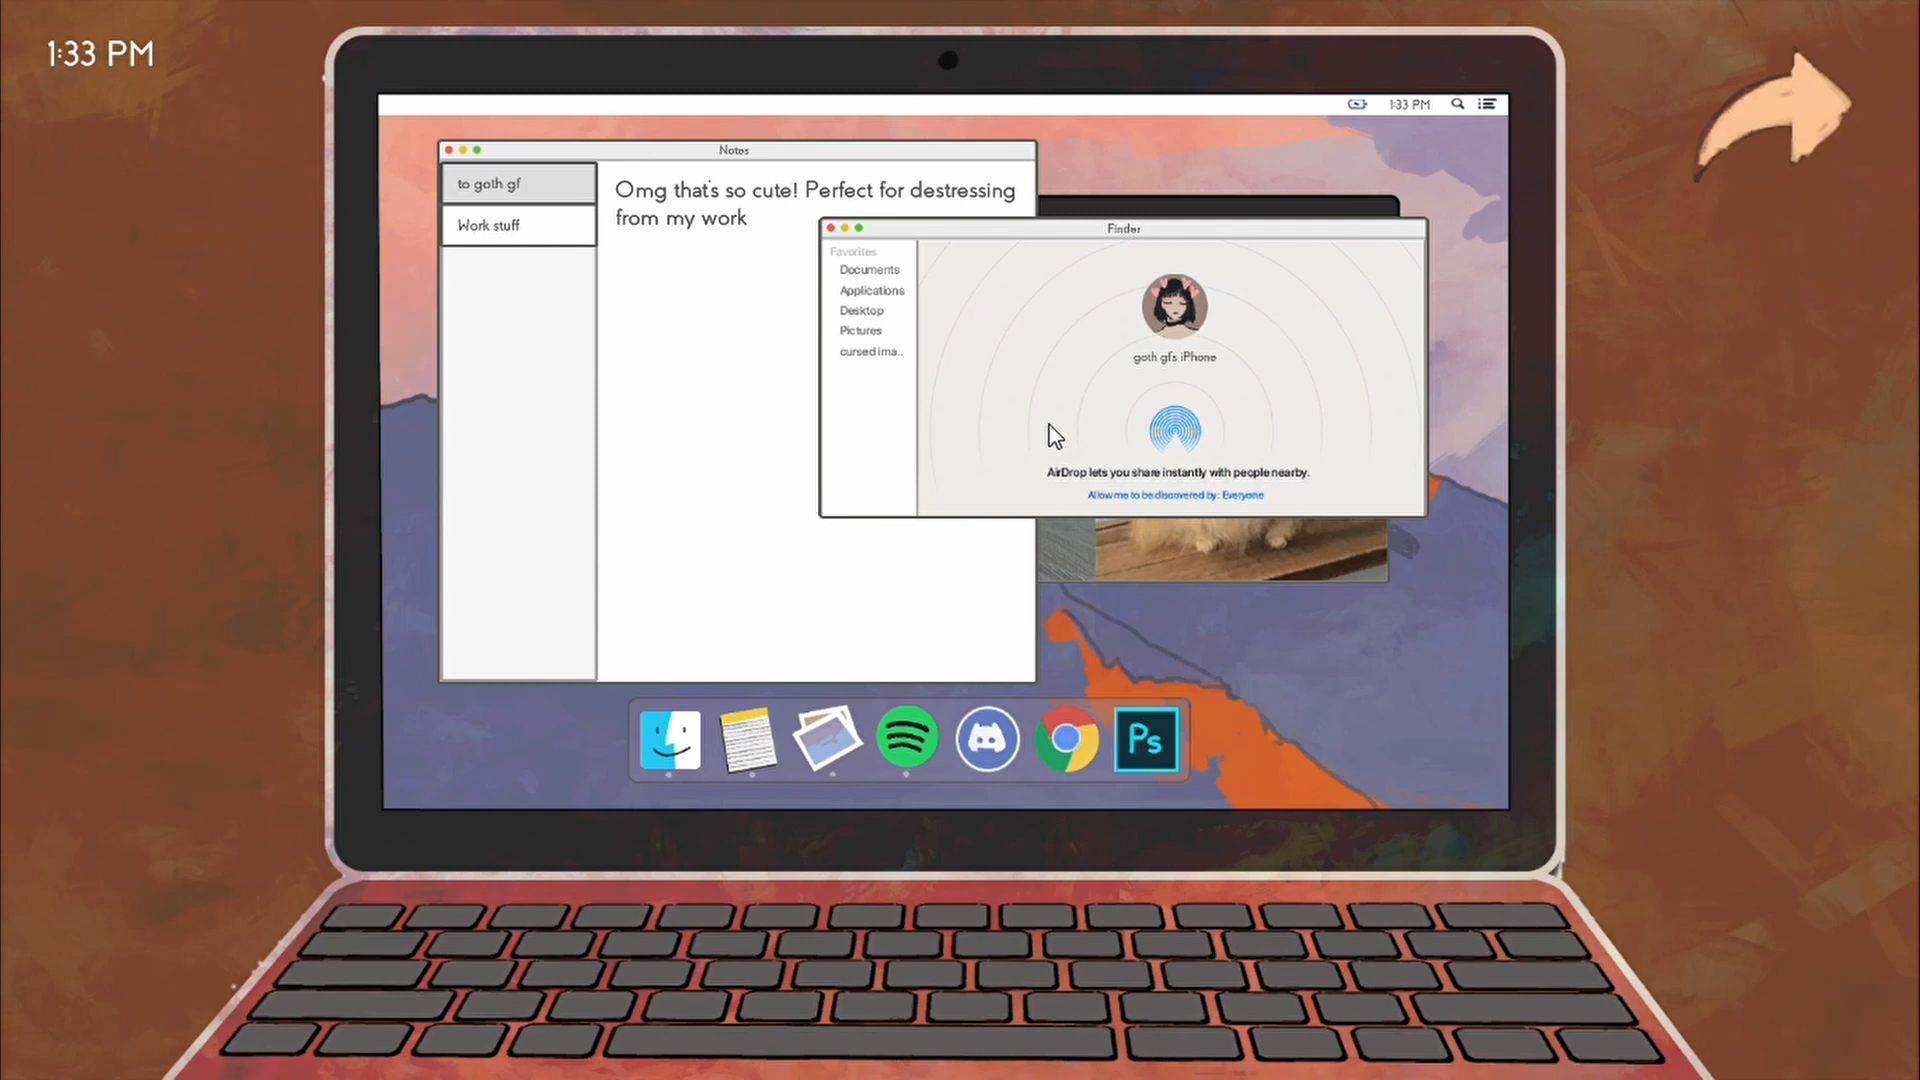 1:33 PM
1:33 PM
Notes
to goth gf
Work stuff
Omg that's so cute! Perfect for destressing
from my work
Finder
Favorites
Documents
Applications
Desktop
Pictures
cursed ima..
goth gfs iPhone
AirDrop lets you share instantly with people nearby.
Allow me to be discovered by: Everyone
Ps